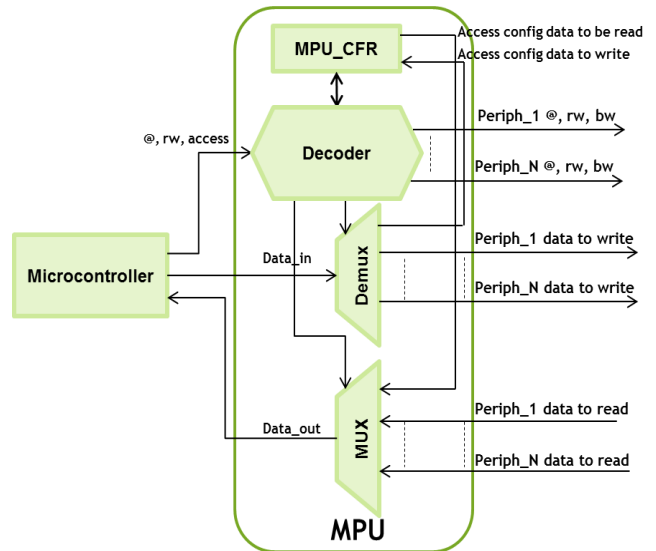 Access config data to be read
MPU_CFR
Access config data to write
Periph_1 @, rw, bw
@, rw, access
Decoder
Periph_N @, rw, bw
Periph_1 data to write
Microcontroller
Data_in
Demux
Periph_N data to write
Periph_1 data to read
Data_out
MUX
Periph_N data to read
MPU